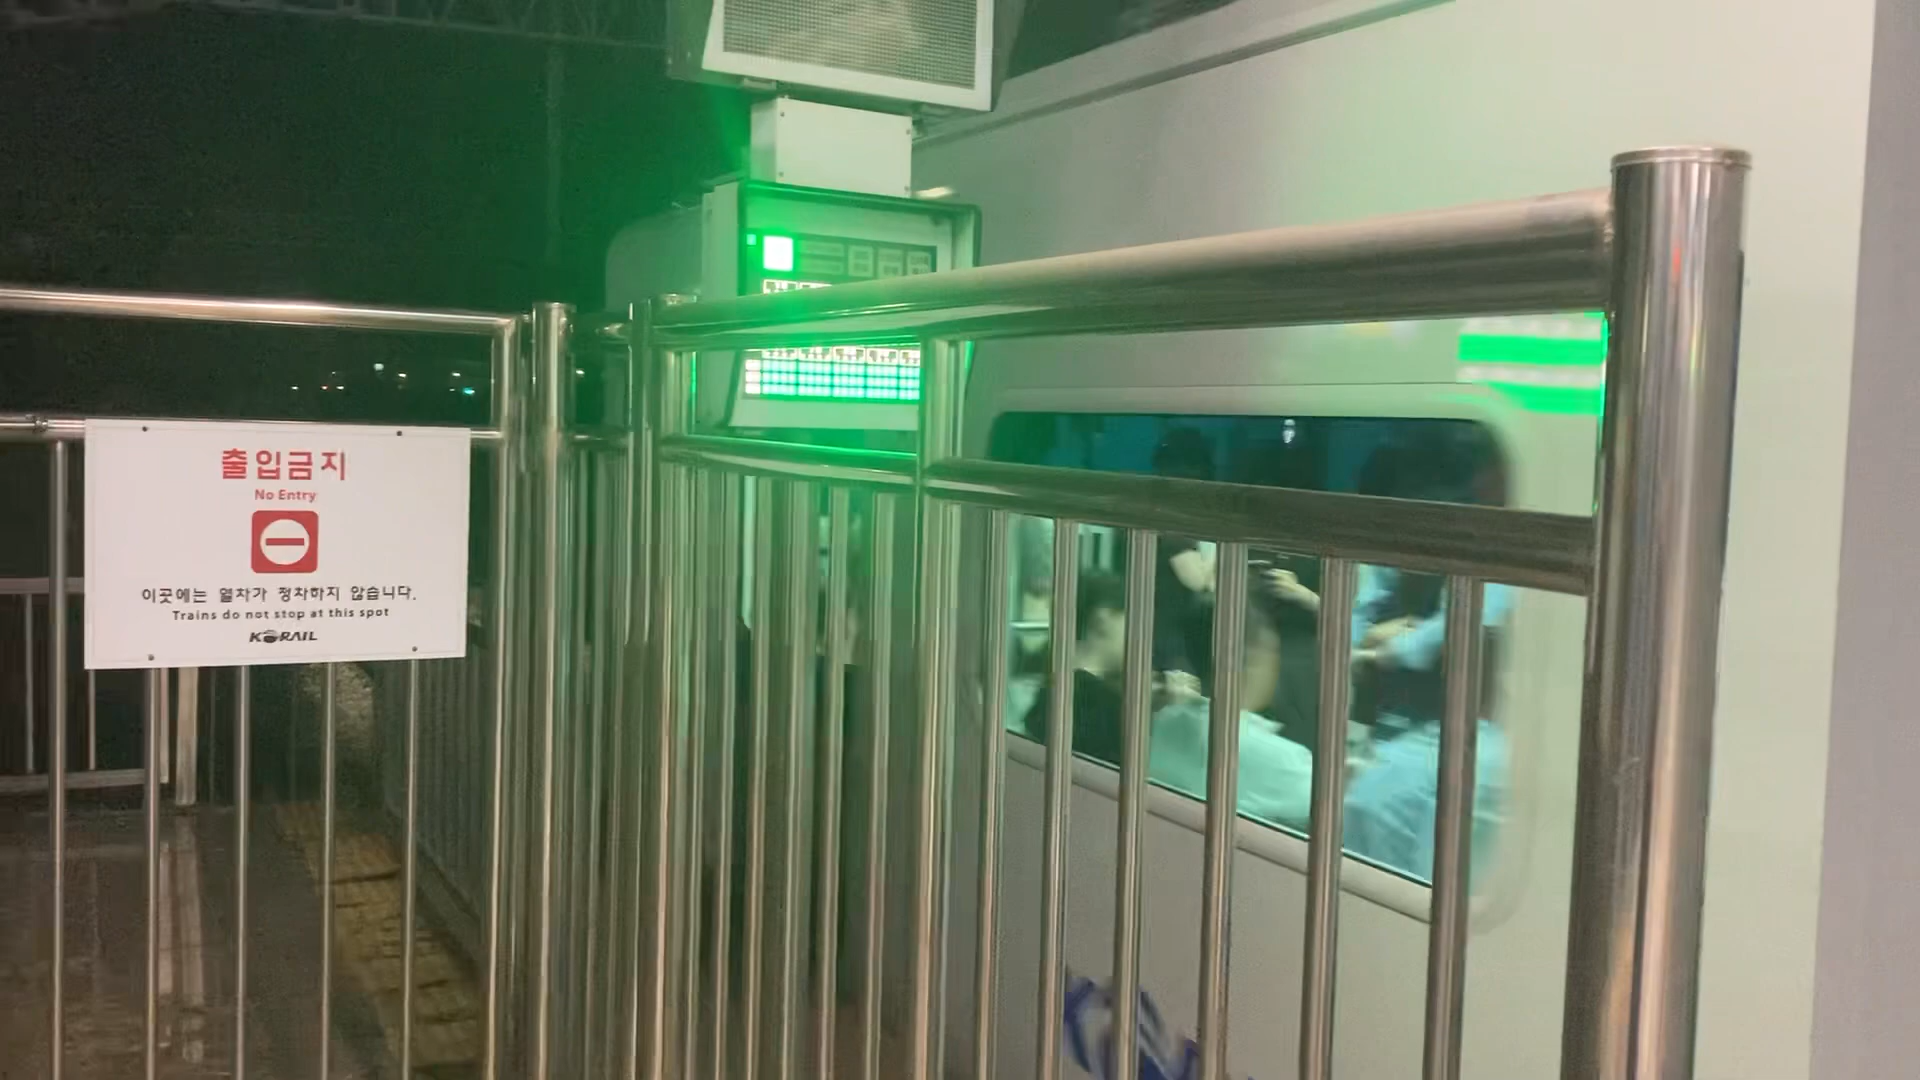 출입금지
No Entry
이곳에는 열차가 정차하지 않습니다.
Trains do not stop at this spot
KORAIL